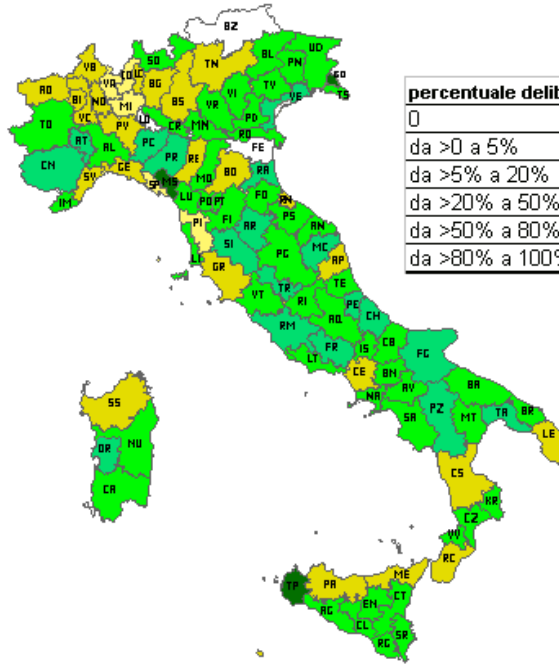 BZ
SO
BL
UD
TN
PN
VB
CO
LC
VA
BG
GO
AO
TV
BI
NO
MI
BS
VR
VI
VE
TS
VC
LO
TO
PV
CR
MN
PD
RO
AT
AL
PC
PR
RE
FE
CN
GE
MO
BO
RA
SV
SP
MS
FO
RN
IM
LU
PO
PT
PS
PI
FI
AN
AR
MC
LI
SI
PG
AP
GR
TE
TR
PE
VT
RI
CH
AQ
RM
FR
IS
CB
FG
LT
CE
BN
BA
NA
AV
SA
PZ
MT
TA
BR
LE
SS
OR
NU
CA
CS
KR
CZ
VV
RC
TP
PA
ME
AG
EN
CT
CL
RG
SR
percentuale delib
0
da >0 a 5%
da >5% a 20%
da >20% a 50%
da >50% a 80%
da >80% a 100%